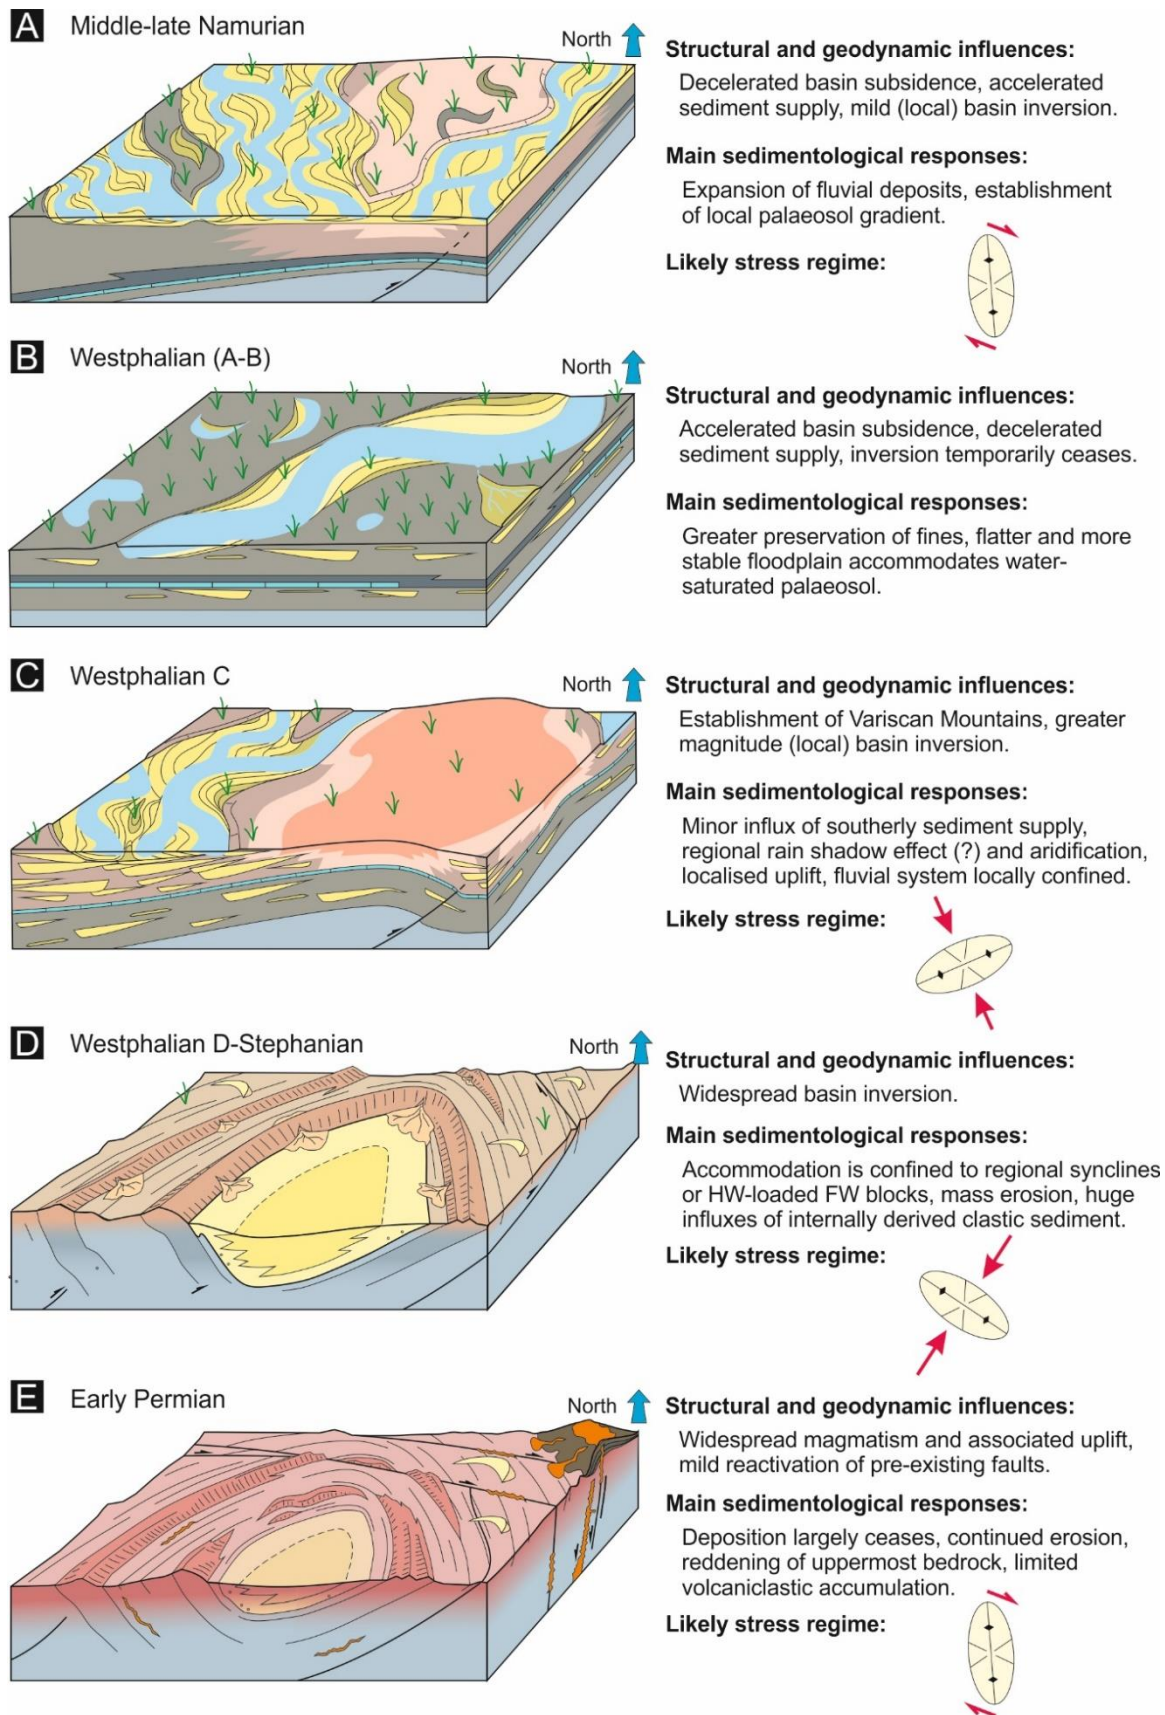 A Middle-late Namurian
North
Structural and geodynamic influences:
Decelerated basin subsidence, accelerated
sediment supply, mild (local) basin inversion.
Main sedimentological responses:
Expansion of fluvial deposits, establishment
of local palaeosol gradient.
Likely stress regime:
B Westphalian (A-B)
North
Structural and geodynamic influences:
Accelerated basin subsidence, decelerated
sediment supply, inversion temporarily ceases.
Main sedimentological responses:
Greater preservation of fines, flatter and more
stable floodplain accommodates water-
saturated palaeosol.
C Westphalian C
North
Structural and geodynamic influences:
Establishment of Variscan Mountains, greater
magnitude (local) basin inversion.
Main sedimentological responses:
Minor influx of southerly sediment supply,
regional rain shadow effect (?) and aridification,
localised uplift, fluvial system locally confined.
Likely stress regime:
D Westphalian D-Stephanian
North
Structural and geodynamic influences:
Widespread basin inversion.
Main sedimentological responses:
Accommodation is confined to regional synclines
or HW-loaded FW blocks, mass erosion, huge
influxes of internally derived clastic sediment.
Likely stress regime:
E Early Permian
North
Structural and geodynamic influences:
Widespread magmatism and associated uplift,
mild reactivation of pre-existing faults.
Main sedimentological responses:
Deposition largely ceases, continued erosion,
reddening of uppermost bedrock, limited
volcaniclastic accumulation.
Likely stress regime: